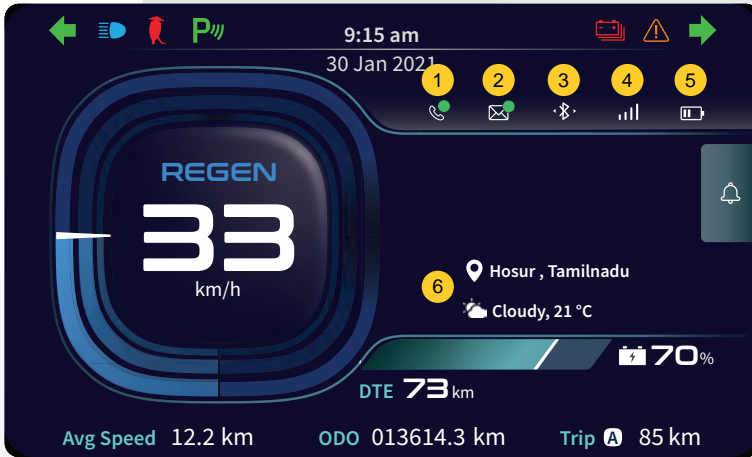 P
9:15 am
30 Jan 2021
1 2 3 4 5
REGEN
33
km/h
6
Hosur , Tamilnadu
Cloudy, 21 °C
70%
DTE 73 km
Avg Speed 12.2 km ODO 013614.3 km Trip A 85 km